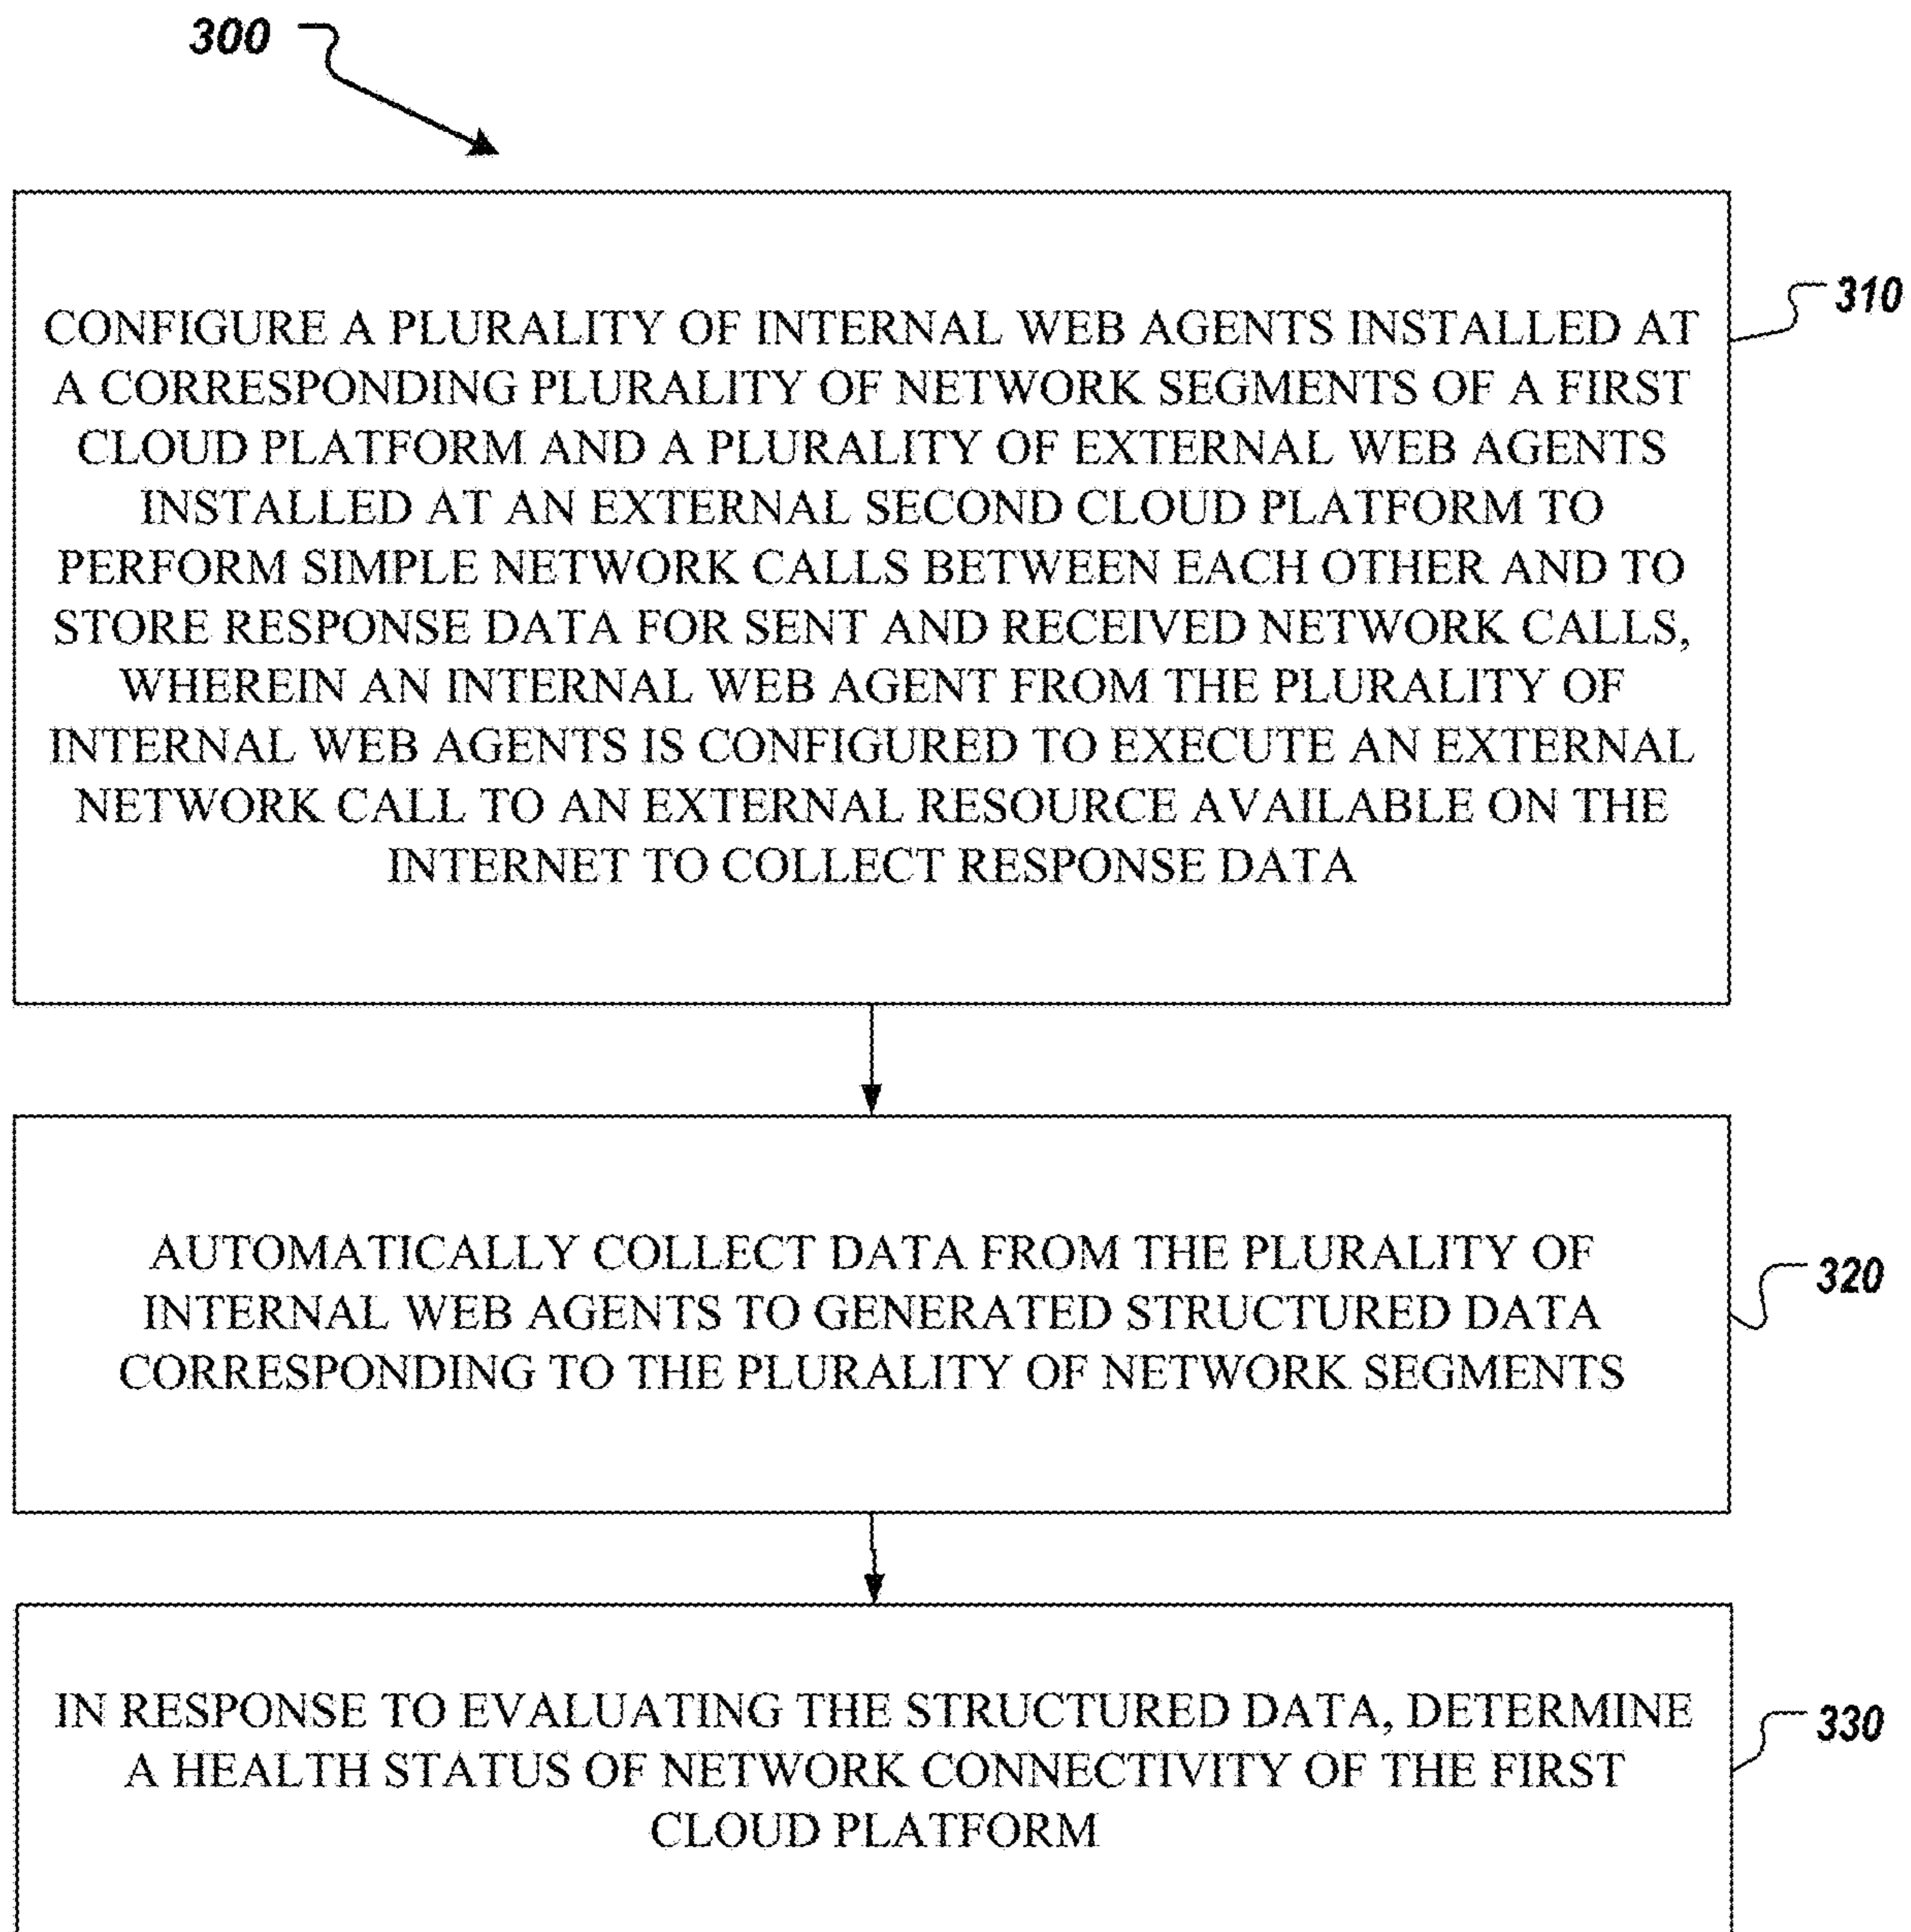 300
310
CONFIGURE A PLURALITY OF INTERNAL WEB AGENTS INSTALLED AT
A CORRESPONDING PLURALITY OF NETWORK SEGMENTS OF A FIRST
CLOUD PLATFORM AND A PLURALITY OF EXTERNAL WEB AGENTS
INSTALLED AT AN EXTERNAL SECOND CLOUD PLATFORM TO
PERFORM SIMPLE NETWORK CALLS BETWEEN EACH OTHER AND TO
STORE RESPONSE DATA FOR SENT AND RECEIVED NETWORK CALLS,
WHEREIN AN INTERNAL WEB AGENT FROM THE PLURALITY OF
INTERNAL WEB AGENTS IS CONFIGURED TO EXECUTE AN EXTERNAL
NETWORK CALL TO AN EXTERNAL RESOURCE AVAILABLE ON THE
INTERNET TO COLLECT RESPONSE DATA
AUTOMATICALLY COLLECT DATA FROM THE PLURALITY OF
INTERNAL WEB AGENTS TO GENERATED STRUCTURED DATA
CORRESPONDING TO THE PLURALITY OF NETWORK SEGMENTS
320
IN RESPONSE TO EVALUATING THE STRUCTURED DATA, DETERMINE
A HEALTH STATUS OF NETWORK CONNECTIVITY OF THE FIRST
CLOUD PLATFORM
330